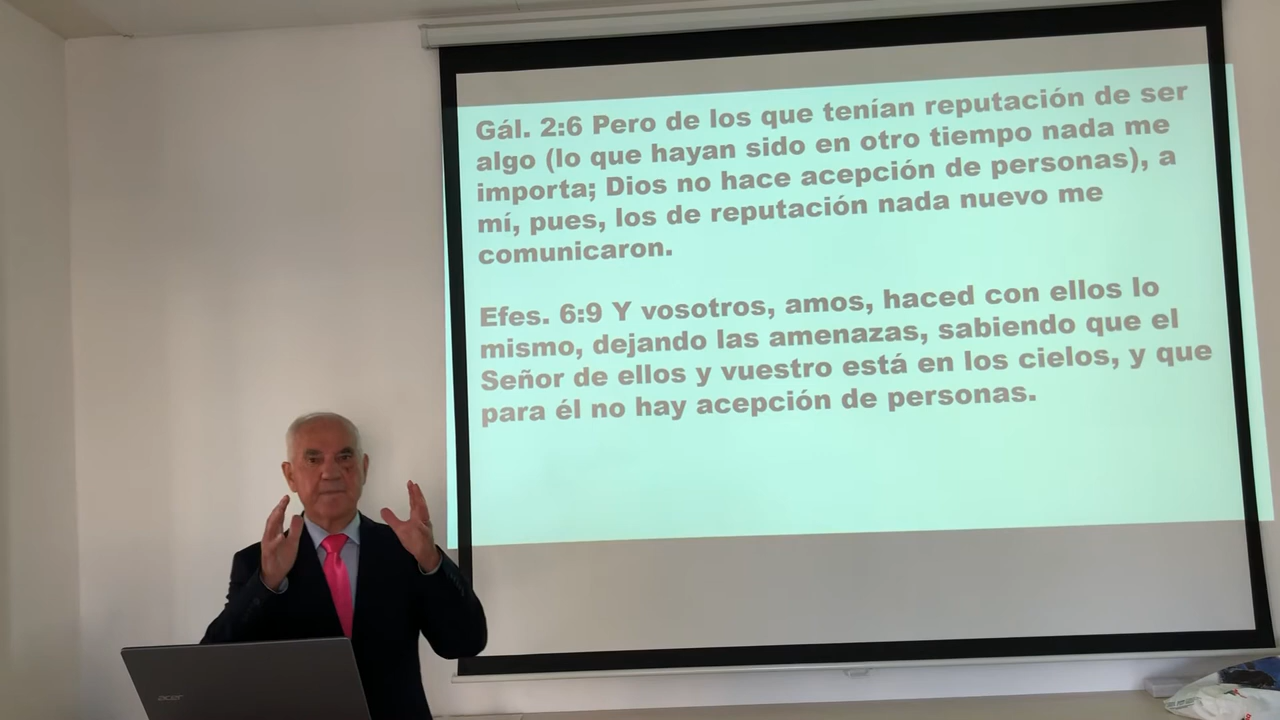 Gál. 2:6 Pero de los que tenían reputación de ser
algo (lo que hayan sido en otro tiempo nada me
importa; Dios no hace acepción de personas), a
mí, pues, los de reputación nada nuevo me
comunicaron.
Efes. 6:9 Y vosotros, amos, haced con ellos lo
mismo, dejando las amenazas, sabiendo que el
Señor de ellos y vuestro está en los cielos, y que
para él no hay acepción de personas.
acer